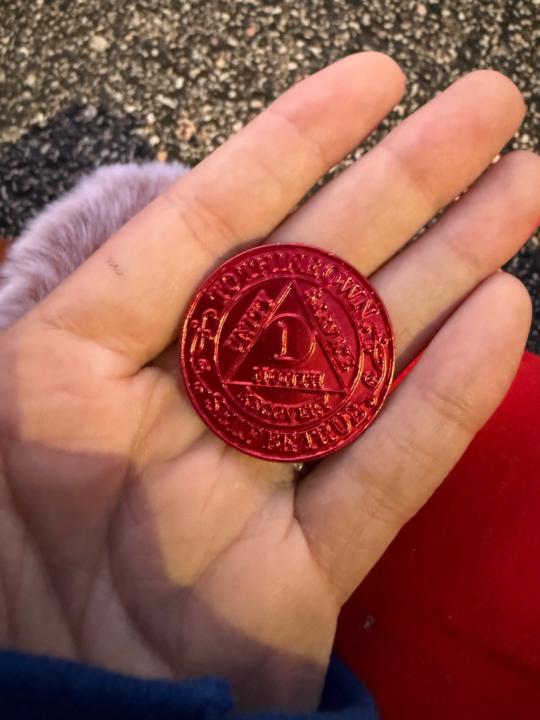 TO THINE OWN
SELF BE TRUE
UNITY
SERVICE
1
MONTH
RECOVERY